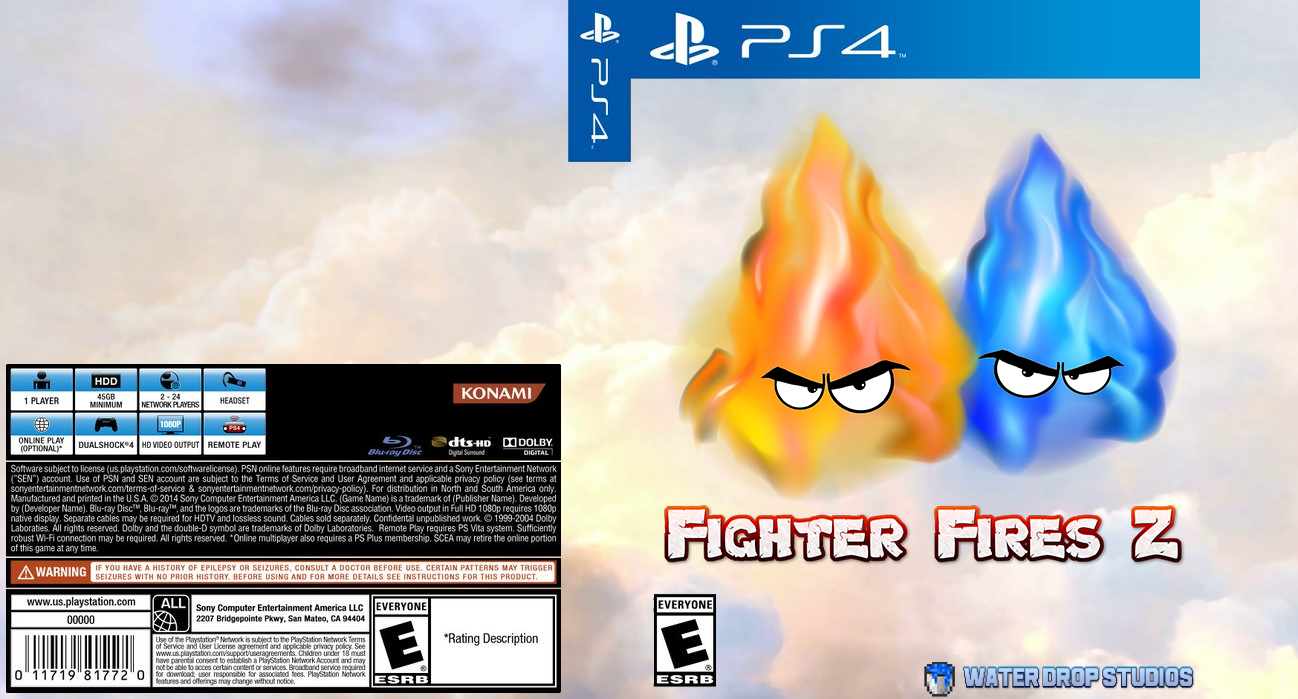 PS4™
PS4™
FIGHTER FIRES 2
EVERYONE
E
®
ESRB
WATER DROP STUDIOS
1 PLAYER
HDD
45GB
MINIMUM
2 - 24
NETWORK PLAYERS
HEADSET
ONLINE PLAY
(OPTIONAL)*
DUALSHOCK®4
1080P
HD VIDEO OUTPUT
PS4
REMOTE PLAY
KONAMI
Blu-ray Disc™
dts-HD
Digital Surround
DOLBY
DIGITAL
Software subject to license (us.playstation.com/softwarelicense). PSN online features require broadband internet service and a Sony Entertainment Network
("SEN") account. Use of PSN and SEN account are subject to the Terms of Service and User Agreement and applicable privacy policy (see terms at
sonyentertainmentnetwork.com/terms-of-service & sonyentertainmentnetwork.com/privacy-policy). For distribution in North and South America only.
Manufactured and printed in the U.S.A. © 2014 Sony Computer Entertainment America LLC. (Game Name) is a trademark of (Publisher Name). Developed
by (Developer Name). Blu-ray Disc™, Blu-ray™, and the logos are trademarks of the Blu-ray Disc association. Video output in Full HD 1080p requires 1080p
native display. Separate cables may be required for HDTV and lossless sound. Cables sold separately. Confidental unpublished work. © 1999-2004 Dolby
Laboraties. All rights reserved. Dolby and the double-D symbol are trademarks of Dolby Laboratories. Remote Play requires PS Vita system. Sufficiently
robust Wi-Fi connection may be required. All rights reserved. *Online multiplayer also requires a PS Plus membership. SCEA may retire the online portion
of this game at any time.
WARNING
IF YOU HAVE A HISTORY OF EPILEPSY OR SEIZURES, CONSULT A DOCTOR BEFORE USE. CERTAIN PATTERNS MAY TRIGGER
SEIZURES WITH NO PRIOR HISTORY. BEFORE USING AND FOR MORE DETAILS SEE INSTRUCTIONS FOR THIS PRODUCT.
www.us.playstation.com
00000
0 11719 81772 0
ALL
Sony Computer Entertainment America LLC
2207 Bridgepointe Pkwy, San Mateo, CA 94404
Use of the Playstation® Network is subject to the PlayStation Network Terms
of Service and User License agreement and applicable privacy policy. See
www.us.playstation.com/support/useragreements. Children under 18 must
have parental consent to establish a PlayStation Network Account and may
not be able to acces certain content or services. Broadband service required
for download; user responsible for associated fees. PlayStation Network
features and offerings may change without notice.
EVERYONE
E
®
ESRB
*Rating Description